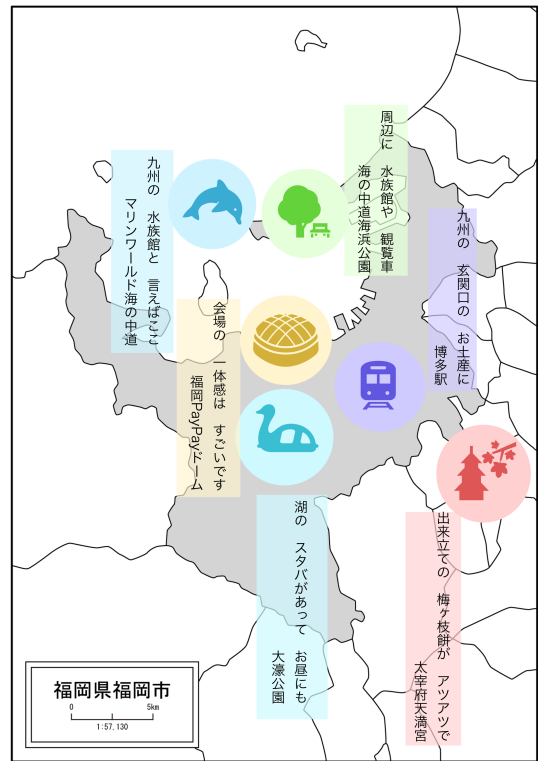 周辺に 水族館や 観覧車
海の中道海浜公園
九州の 水族館と 言えばここ
マリンワールド海の中道
九州の 玄関口の お土産に
博多駅
会場の 一体感は すごいです
福岡PayPayドーム
湖の スタバがあって お昼にも
大濠公園
出来立ての 梅ヶ枝餅が アツアツで
太宰府天満宮
福岡県福岡市
0 5km
1:57,130